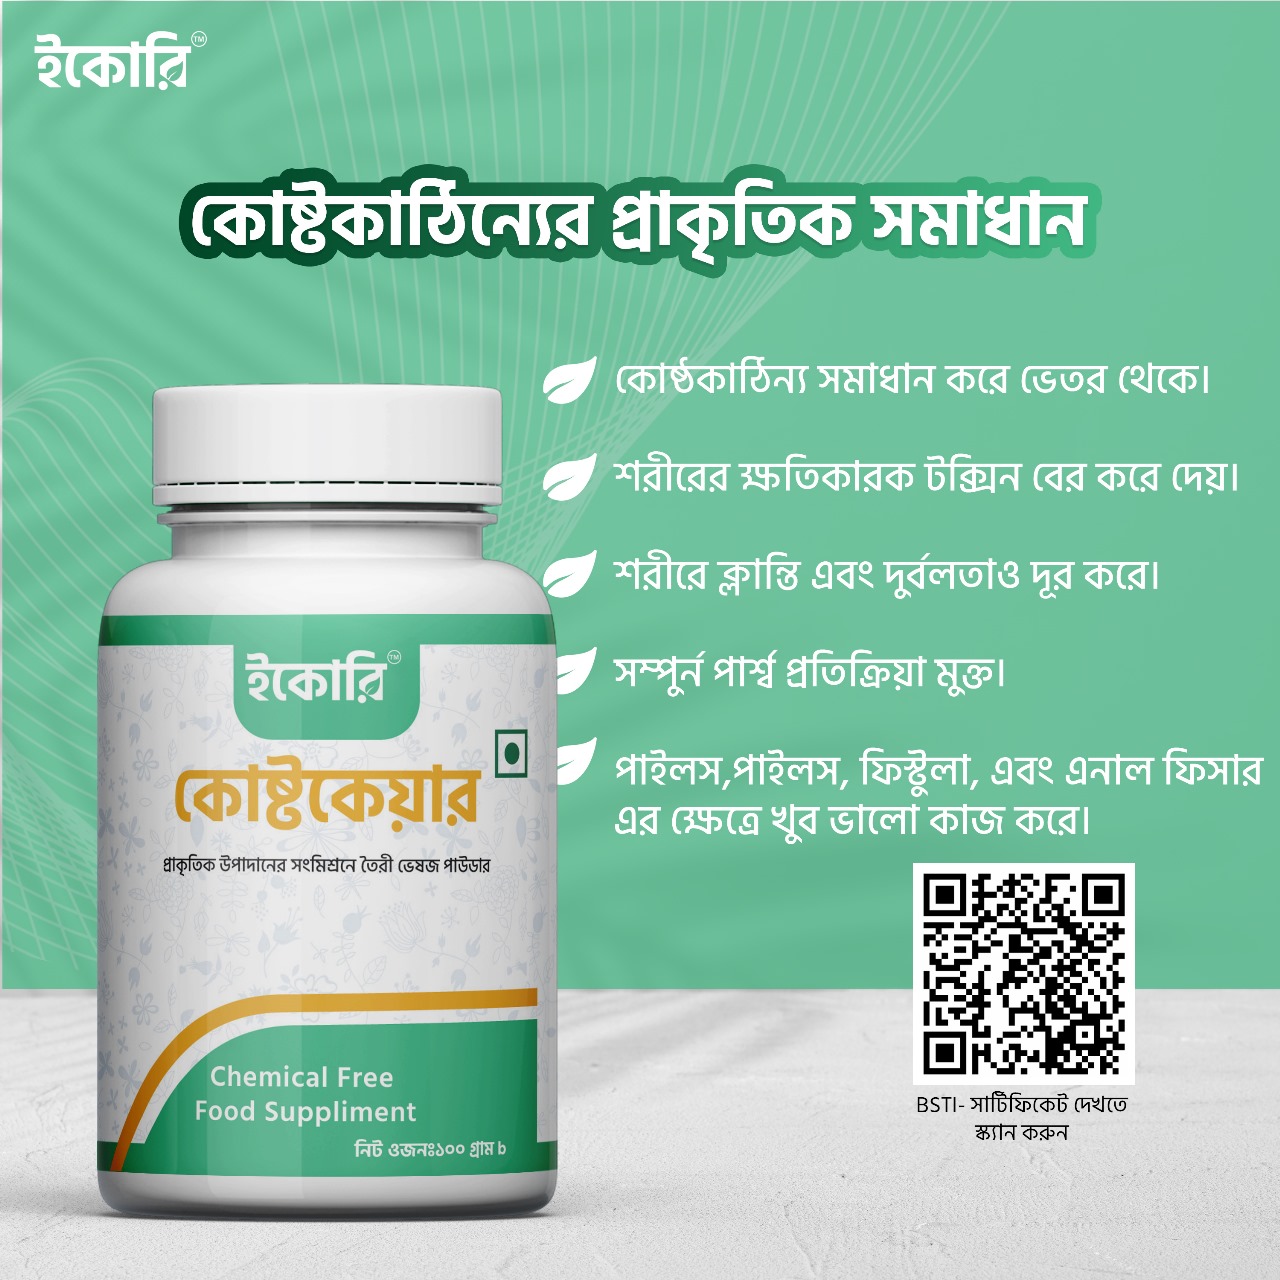 ইকোরি™
কোষ্টকাঠিন্যের প্রাকৃতিক সমাধান
কোষ্ঠকাঠিন্য সমাধান করে ভেতর থেকে।
শরীরের ক্ষতিকারক টক্সিন বের করে দেয়।
শরীরে ক্লান্তি এবং দুর্বলতাও দূর করে।
সম্পুর্ন পার্শ্ব প্রতিক্রিয়া মুক্ত।
পাইলস,পাইলস, ফিস্টুলা, এবং এনাল ফিসার
এর ক্ষেত্রে খুব ভালো কাজ করে।
ইকোরি™
কোষ্টকেয়ার
প্রাকৃতিক উপাদানের সংমিশ্রনে তৈরী ভেষজ পাউডার
Chemical Free
Food Suppliment
নিট ওজনঃ১০০ গ্রাম b
BSTI- সার্টিফিকেট দেখতে
স্ক্যান করুন